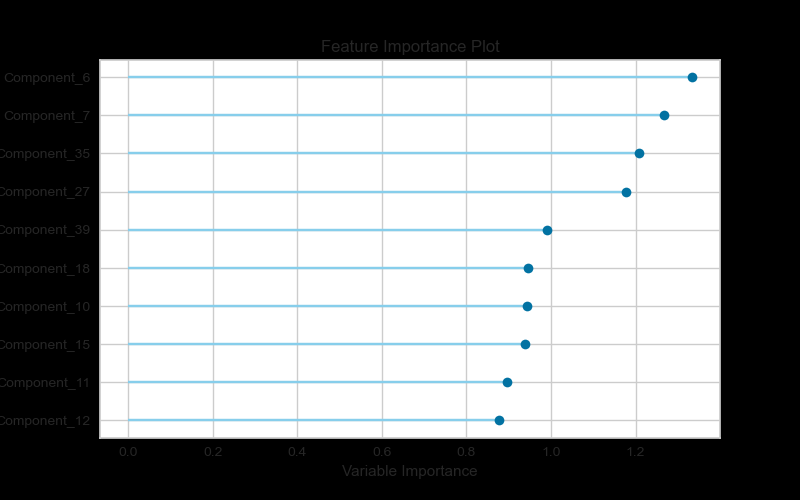 Feature Importance Plot
Component_6
Component_7
Component_35
Component_27
Component_39
Component_18
Component_10
Component_15
Component_11
Component_12
0.0 0.2 0.4 0.6 0.8 1.0 1.2
Variable Importance